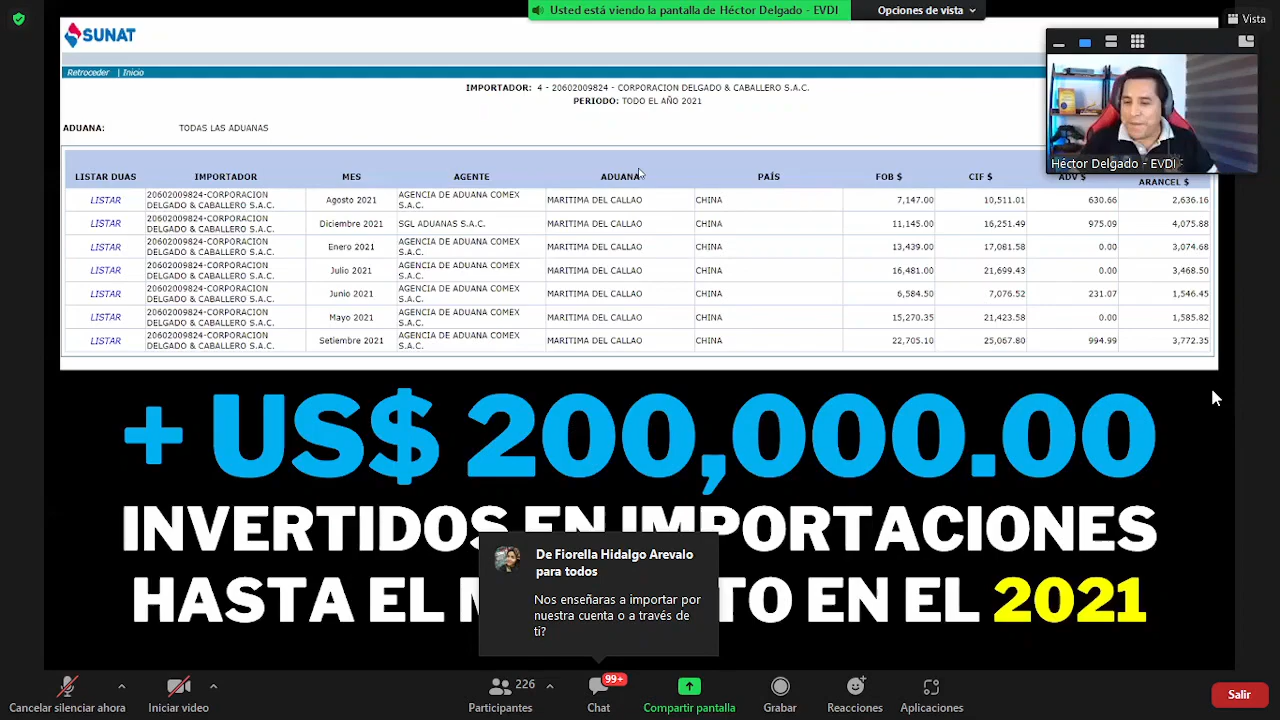 Usted está viendo la pantalla de Héctor Delgado - EVDI
Opciones de vista
Vista
SUNAT
Retroceder | Inicio
IMPORTADOR: 4 - 20602009824 - CORPORACION DELGADO & CABALLERO S.A.C.
PERIODO: TODO EL AÑO 2021
ADUANA: TODAS LAS ADUANAS
Héctor Delgado - EVDI
LISTAR DUAS IMPORTADOR MES AGENTE ADUANA PAÍS FOB $ CIF $ ADV $ ARANCEL $
LISTAR 20602009824-CORPORACION DELGADO & CABALLERO S.A.C. Agosto 2021 AGENCIA DE ADUANA COMEX S.A.C. MARITIMA DEL CALLAO CHINA 7,147.00 10,511.01 630.66 2,636.16
LISTAR 20602009824-CORPORACION DELGADO & CABALLERO S.A.C. Diciembre 2021 SGL ADUANAS S.A.C. MARITIMA DEL CALLAO CHINA 11,145.00 16,251.49 975.09 4,075.88
LISTAR 20602009824-CORPORACION DELGADO & CABALLERO S.A.C. Enero 2021 AGENCIA DE ADUANA COMEX S.A.C. MARITIMA DEL CALLAO CHINA 13,439.00 17,081.58 0.00 3,074.68
LISTAR 20602009824-CORPORACION DELGADO & CABALLERO S.A.C. Julio 2021 AGENCIA DE ADUANA COMEX S.A.C. MARITIMA DEL CALLAO CHINA 16,481.00 21,699.43 0.00 3,468.50
LISTAR 20602009824-CORPORACION DELGADO & CABALLERO S.A.C. Junio 2021 AGENCIA DE ADUANA COMEX S.A.C. MARITIMA DEL CALLAO CHINA 6,584.50 7,076.52 231.07 1,546.45
LISTAR 20602009824-CORPORACION DELGADO & CABALLERO S.A.C. Mayo 2021 AGENCIA DE ADUANA COMEX S.A.C. MARITIMA DEL CALLAO CHINA 15,270.35 21,423.58 0.00 1,585.82
LISTAR 20602009824-CORPORACION DELGADO & CABALLERO S.A.C. Setiembre 2021 AGENCIA DE ADUANA COMEX S.A.C. MARITIMA DEL CALLAO CHINA 22,705.10 25,067.80 994.99 3,772.35
+ US$ 200,000.00
INVERTIDOS EN IMPORTACIONES
HASTA EL M TO EN EL 2021
De Fiorella Hidalgo Arevalo
para todos
Nos enseñaras a importar por
nuestra cuenta o a través de
ti?
Cancelar silenciar ahora
Iniciar video
226
Participantes
99+
Chat
Compartir pantalla
Grabar
Reacciones
Aplicaciones
Salir